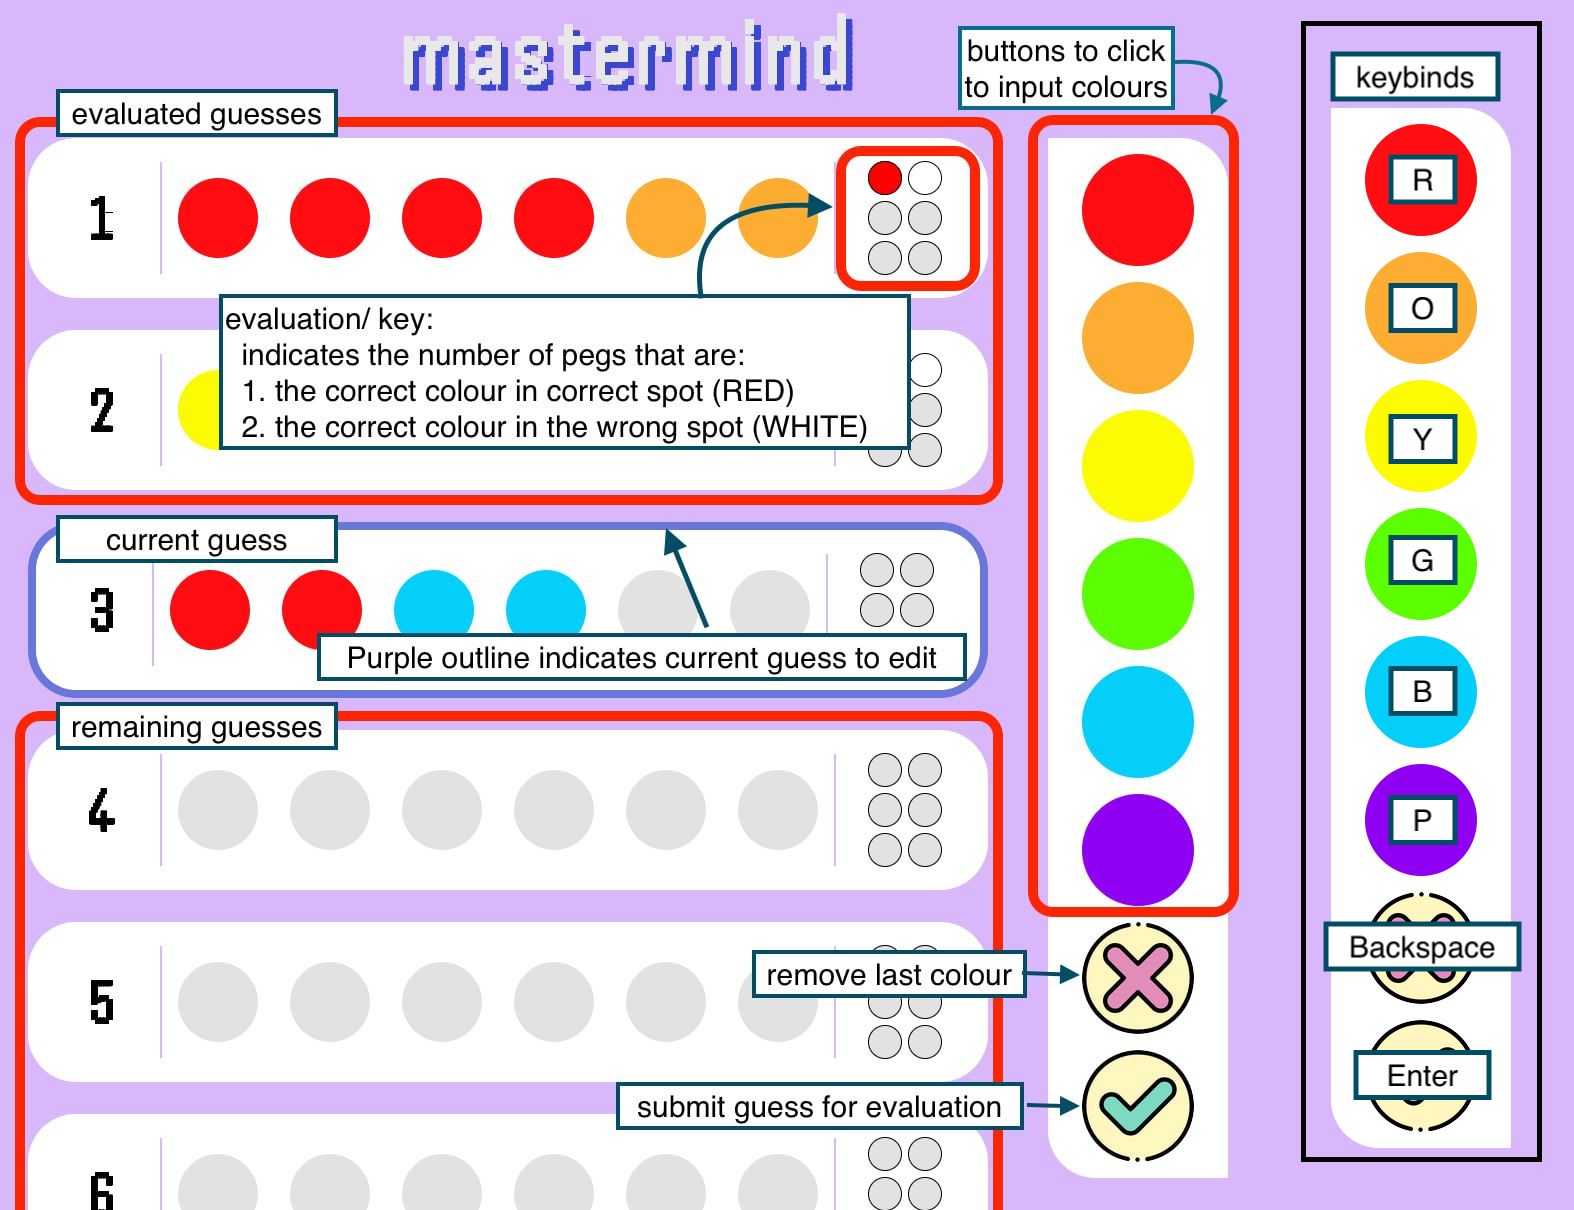 mastermind
buttons to click
to input colours
keybinds
evaluated guesses
1
evaluation/ key:
indicates the number of pegs that are:
1. the correct colour in correct spot (RED)
2. the correct colour in the wrong spot (WHITE)
2
current guess
3
Purple outline indicates current guess to edit
remaining guesses
4
5
remove last colour
submit guess for evaluation
6
R
O
Y
G
B
P
Backspace
Enter